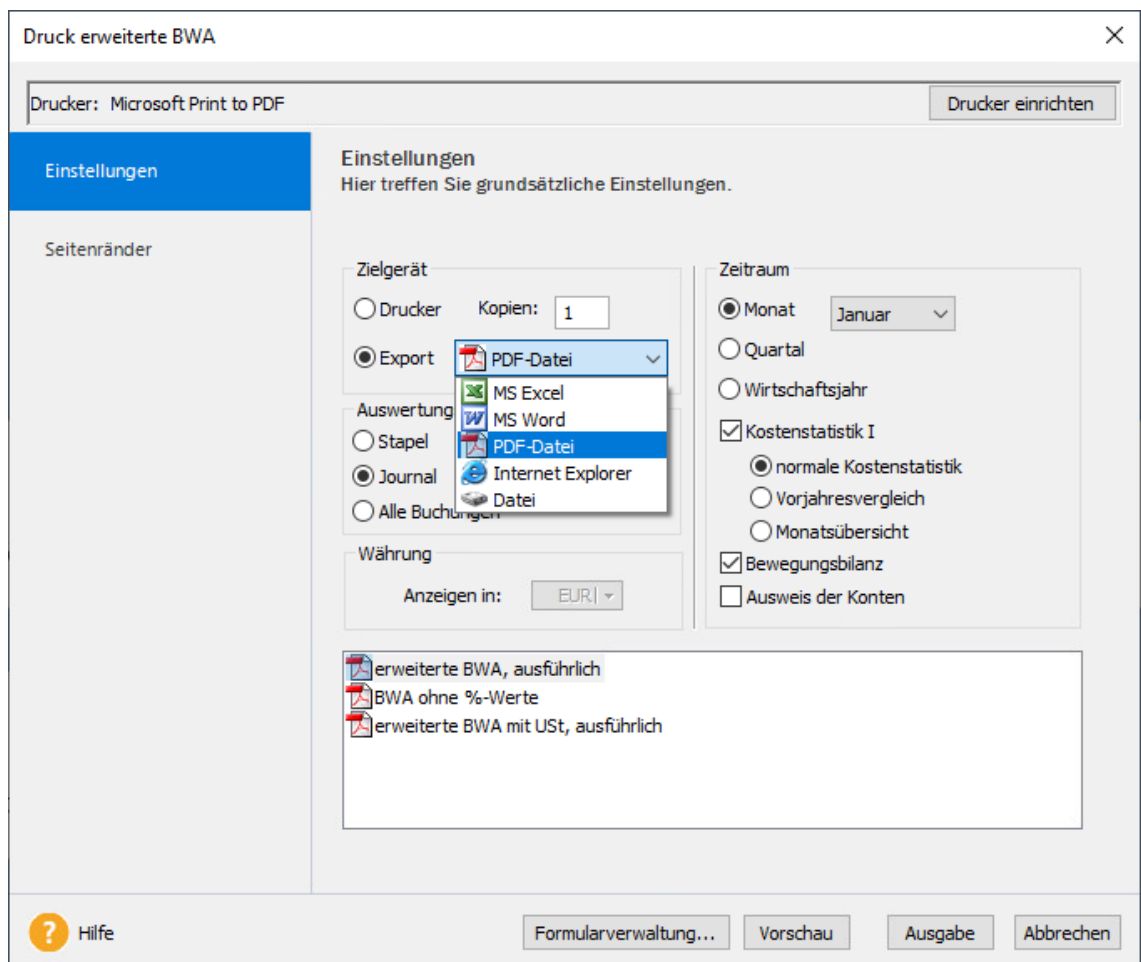 Druck erweiterte BWA
Drucker: Microsoft Print to PDF
Drucker einrichten
Einstellungen
Seitenränder
Einstellungen
Hier treffen Sie grundsätzliche Einstellungen.
Zielgerät
Drucker Kopien: 1
Export PDF-Datei
MS Excel
MS Word
PDF-Datei
Internet Explorer
Datei
Auswertung
Stapel
Journal
Alle Buchungen
Währung
Anzeigen in: EUR
Zeitraum
Monat Januar
Quartal
Wirtschaftsjahr
Kostenstatistik I
normale Kostenstatistik
Vorjahresvergleich
Monatsübersicht
Bewegungsbilanz
Ausweis der Konten
erweiterte BWA, ausführlich
BWA ohne %-Werte
erweiterte BWA mit USt, ausführlich
? Hilfe
Formularverwaltung...
Vorschau
Ausgabe
Abbrechen